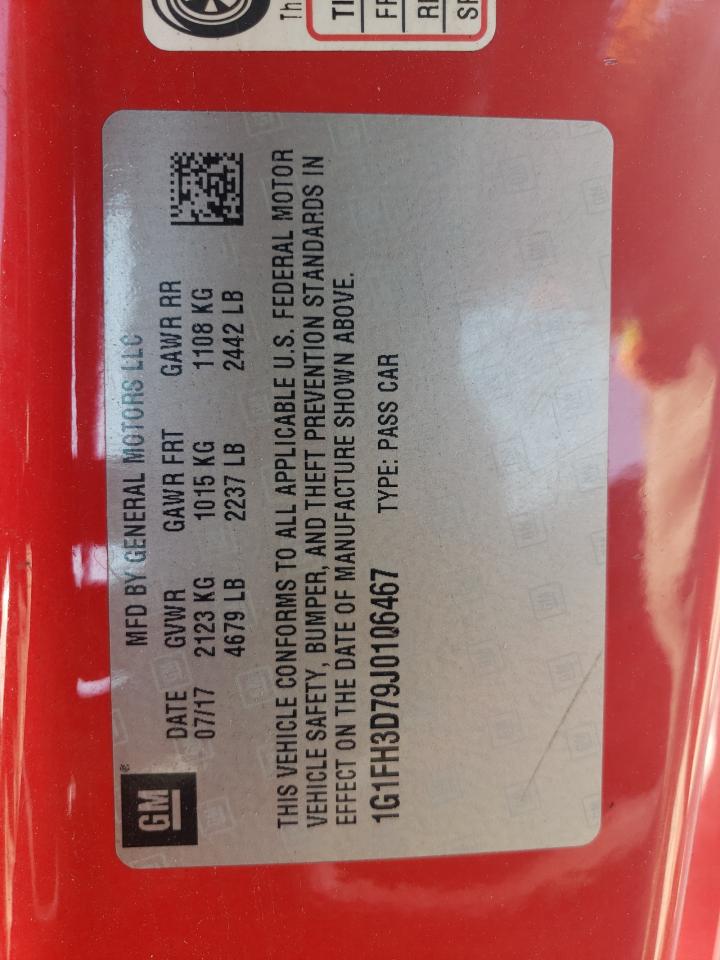 GM
MFD BY GENERAL MOTORS LLC
DATE GVWR GAWR FRT GAWR RR
07/17 2123 KG 1015 KG 1108 KG
4679 LB 2237 LB 2442 LB
THIS VEHICLE CONFORMS TO ALL APPLICABLE U.S. FEDERAL MOTOR
VEHICLE SAFETY, BUMPER, AND THEFT PREVENTION STANDARDS IN
EFFECT ON THE DATE OF MANUFACTURE SHOWN ABOVE.
1G1FH3D79J0106467 TYPE: PASS CAR
Th